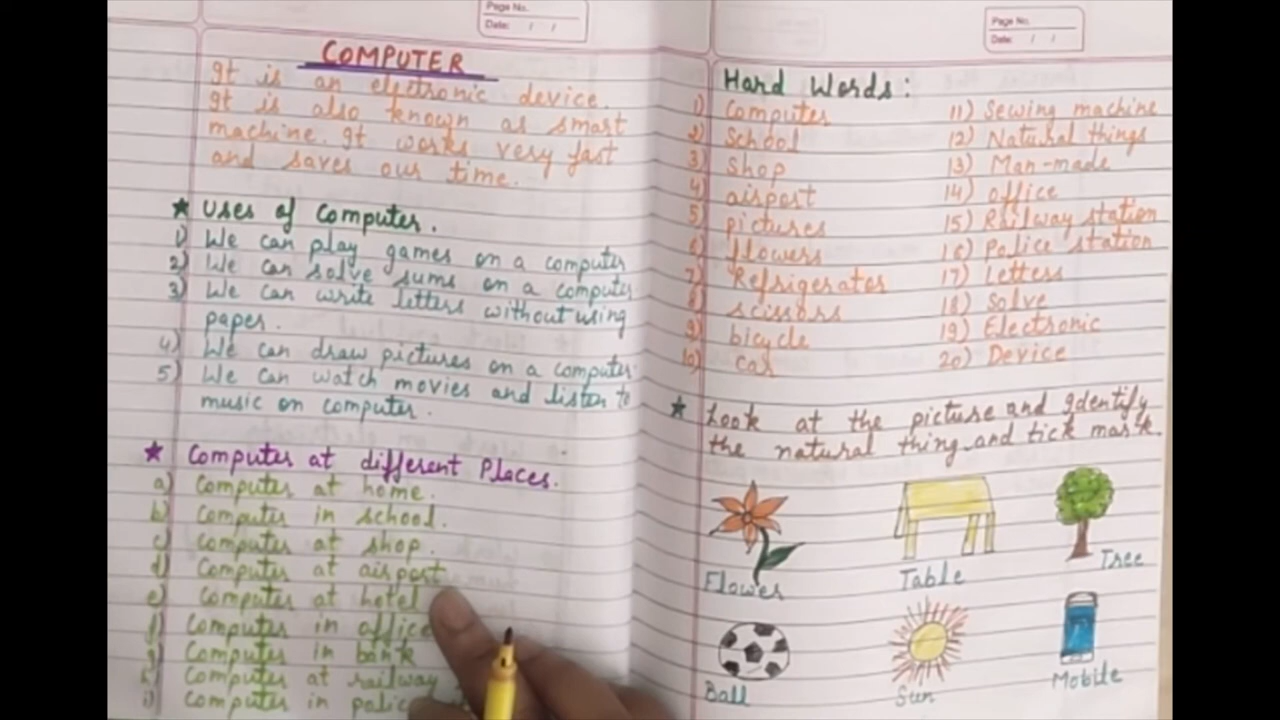 Page No.
Date: / /
COMPUTER
It is an electronic device.
It is also known as smart
machine. It works very fast
and saves our time.
★ Uses of Computer.
1) We can play games on a computer
2) We can solve sums on a computer
3) We can write letters without using
paper.
4) We can draw pictures on a computer.
5) We can watch movies and listen to
music on computer.
★ Computer at different Places.
a) Computer at home.
b) Computer in school.
c) Computer at shop.
d) Computer at airport
e) Computer at hotel
f) Computer in office
g) Computer in bank
h) Computer at railway
i) Computer in
Page No.
Date: / /
Hard Words:
1) Computer
2) School
3) Shop
4) airport
5) pictures
6) flowers
7) Refrigerator
8) scissors
9) bicycle
10) Car
11) Sewing machine
12) Natural things
13) Man-made
14) office
15) Railway station
16) Police station
17) Letters
18) Solve
19) Electronic
20) Device
★ Look at the picture and Identify
the natural thing and tick mark.
Flower
Table
Tree
Ball
Sun
Mobile